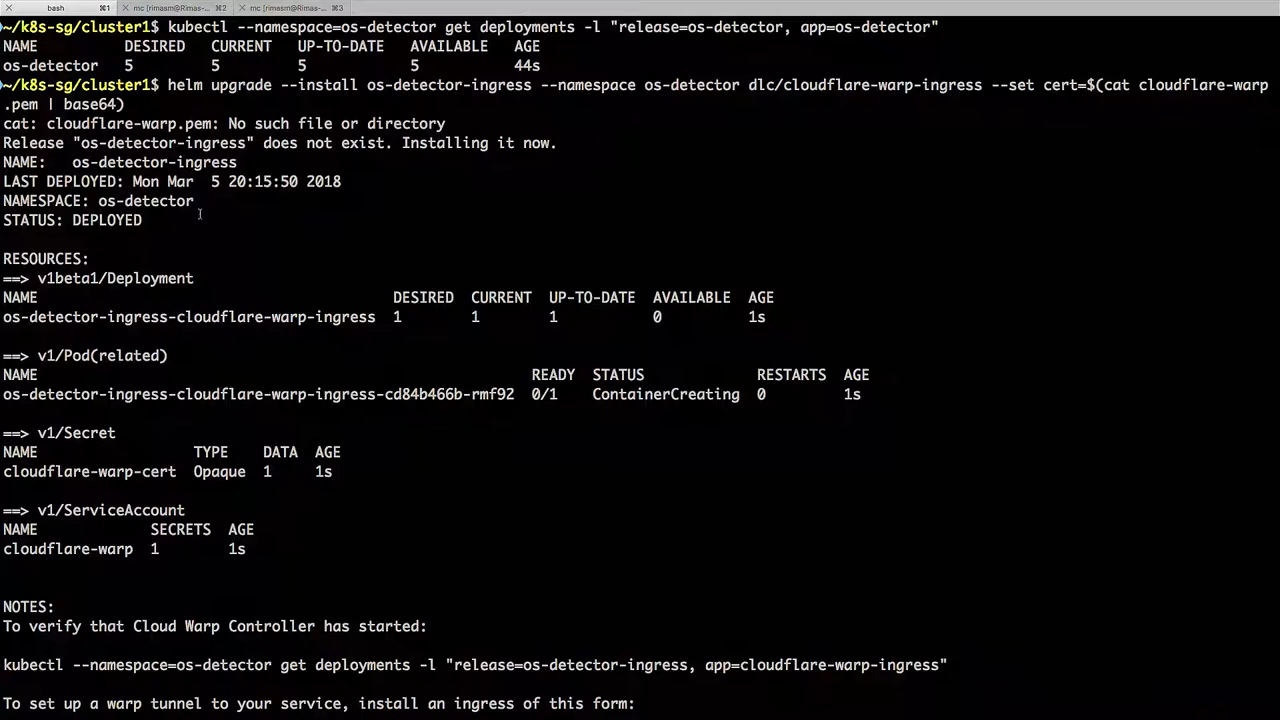 bash ⌘1 mc [rimasm@Rimas-... ⌘2 mc [rimasm@Rimas-... ⌘3
~/k8s-sg/cluster1$ kubectl --namespace=os-detector get deployments -l "release=os-detector, app=os-detector"
NAME DESIRED CURRENT UP-TO-DATE AVAILABLE AGE
os-detector 5 5 5 5 44s
~/k8s-sg/cluster1$ helm upgrade --install os-detector-ingress --namespace os-detector dlc/cloudflare-warp-ingress --set cert=$(cat cloudflare-warp
.pem | base64)
cat: cloudflare-warp.pem: No such file or directory
Release "os-detector-ingress" does not exist. Installing it now.
NAME: os-detector-ingress
LAST DEPLOYED: Mon Mar 5 20:15:50 2018
NAMESPACE: os-detector
STATUS: DEPLOYED
RESOURCES:
==> v1beta1/Deployment
NAME DESIRED CURRENT UP-TO-DATE AVAILABLE AGE
os-detector-ingress-cloudflare-warp-ingress 1 1 1 0 1s
==> v1/Pod(related)
NAME READY STATUS RESTARTS AGE
os-detector-ingress-cloudflare-warp-ingress-cd84b466b-rmf92 0/1 ContainerCreating 0 1s
==> v1/Secret
NAME TYPE DATA AGE
cloudflare-warp-cert Opaque 1 1s
==> v1/ServiceAccount
NAME SECRETS AGE
cloudflare-warp 1 1s
NOTES:
To verify that Cloud Warp Controller has started:
kubectl --namespace=os-detector get deployments -l "release=os-detector-ingress, app=cloudflare-warp-ingress"
To set up a warp tunnel to your service, install an ingress of this form: